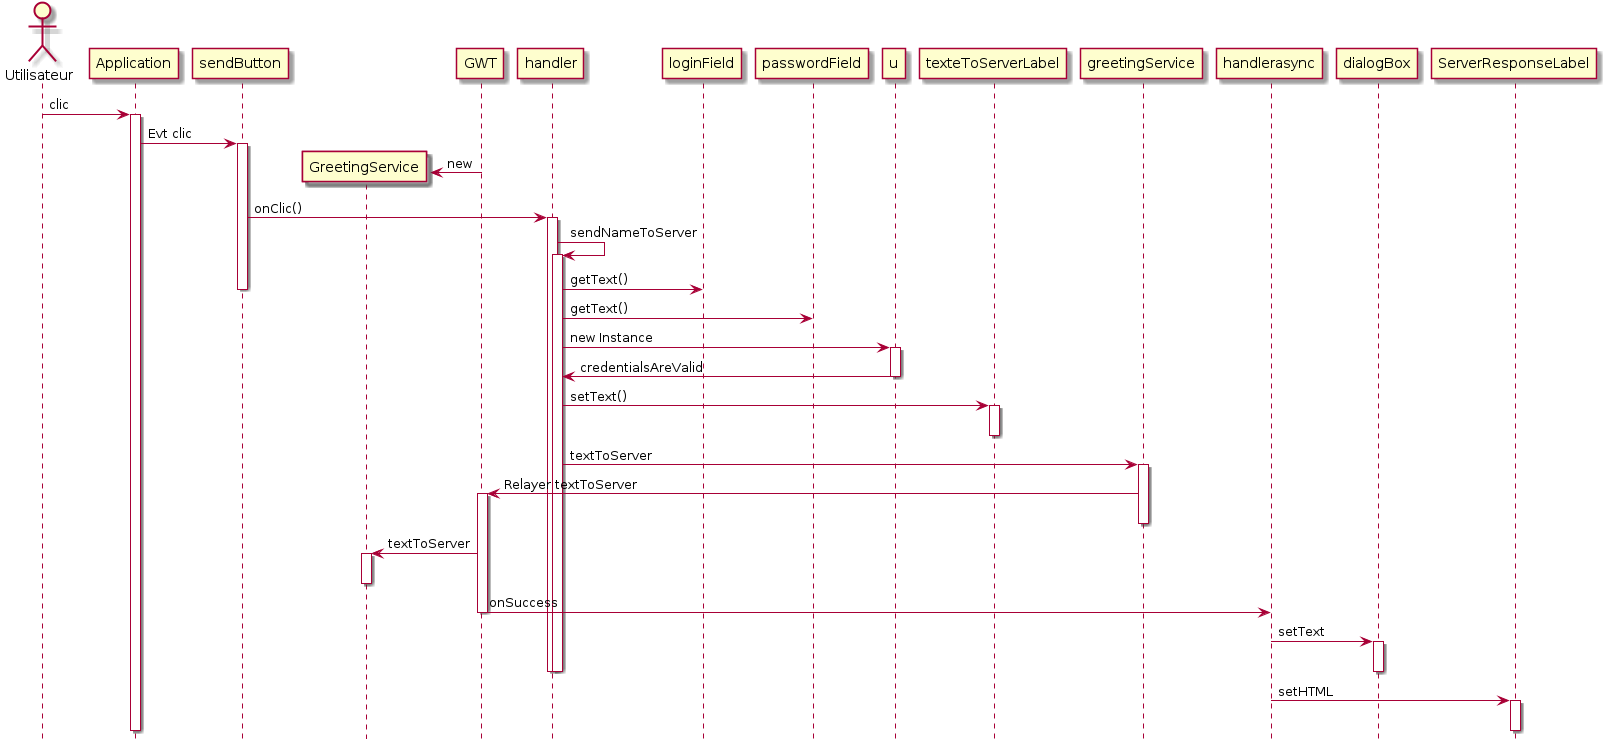 Utilisateur
Application
sendButton
GWT
handler
loginField
passwordField
u
texteToServerLabel
greetingService
handlerasync
dialogBox
ServerResponseLabel
clic
Evt clic
GreetingService
new
onClic()
sendNameToServer
getText()
getText()
new Instance
credentialsAreValid
setText()
textToServer
Relayer textToServer
textToServer
onSuccess
setText
setHTML